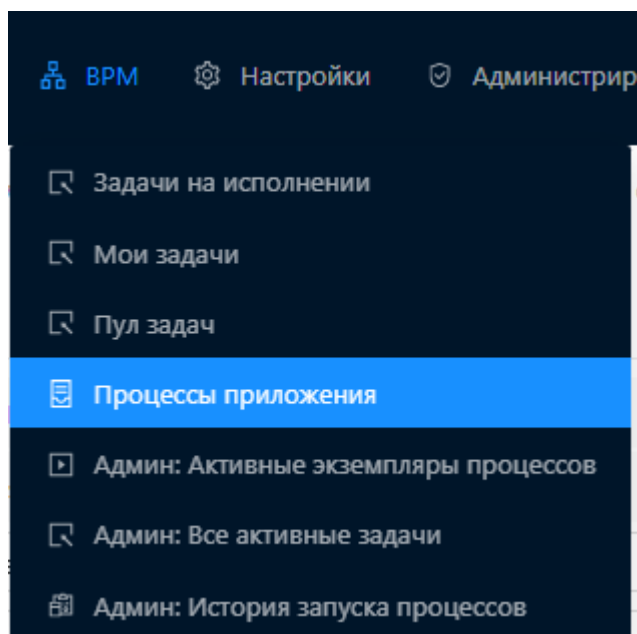 BPM Настройки Администрир
Задачи на исполнении
Мои задачи
Пул задач
Процессы приложения
Админ: Активные экземпляры процессов
Админ: Все активные задачи
Админ: История запуска процессов